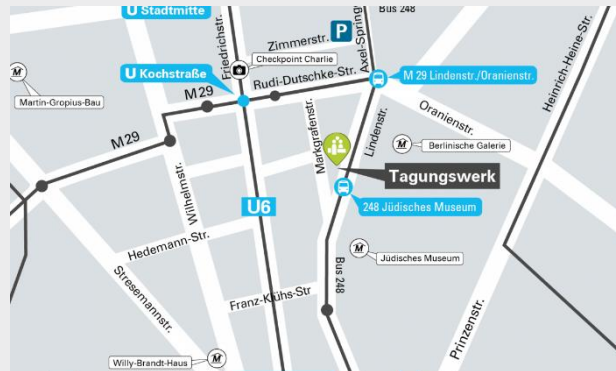 U Stadtmitte
Friedrichstr.
Zimmerstr.
P
Axel-Spring
Bus 248
Checkpoint Charlie
U Kochstraße
Rudi-Dutschke-Str.
M 29 Lindenstr./Oranienstr.
Heinrich-Heine-Str.
M
Martin-Gropius-Bau
M29
M29
Markgrafenstr.
Lindenstr.
Oranienstr.
M
Berlinische Galerie
Tagungswerk
Wilhelmstr.
U6
248 Jüdisches Museum
Hedemann-Str.
Bus 248
M
Jüdisches Museum
Stresemannstr.
Franz-Klühs-Str
Prinzenstr.
M
Willy-Brandt-Haus